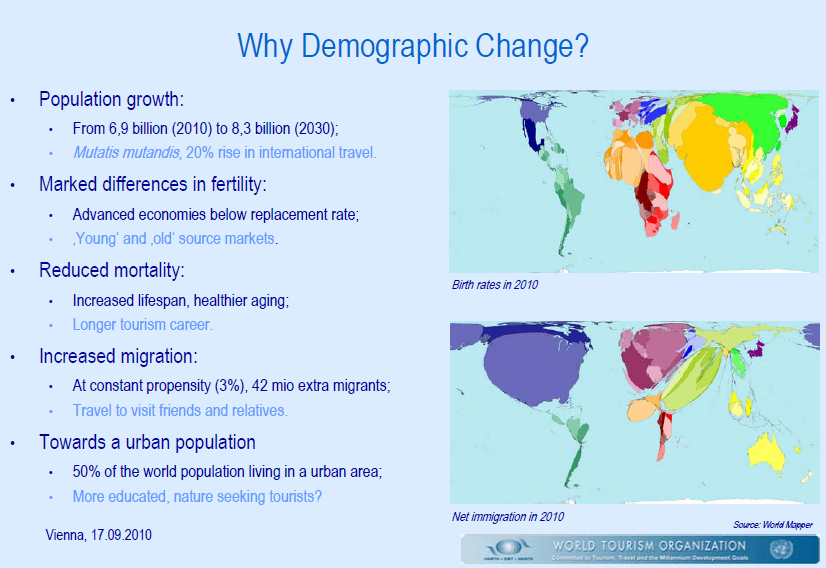 Why Demographic Change?
• Population growth:
• From 6,9 billion (2010) to 8,3 billion (2030);
• Mutatis mutandis, 20% rise in international travel.
• Marked differences in fertility:
• Advanced economies below replacement rate;
• ‚Young‘ and ‚old‘ source markets.
• Reduced mortality:
• Increased lifespan, healthier aging;
• Longer tourism career.
• Increased migration:
• At constant propensity (3%), 42 mio extra migrants;
• Travel to visit friends and relatives.
• Towards a urban population
• 50% of the world population living in a urban area;
• More educated, nature seeking tourists?
Vienna, 17.09.2010
Birth rates in 2010
Net immigration in 2010
Source: World Mapper
WORLD TOURISM ORGANIZATION
Committed to Tourism, Travel and the Millennium Development Goals